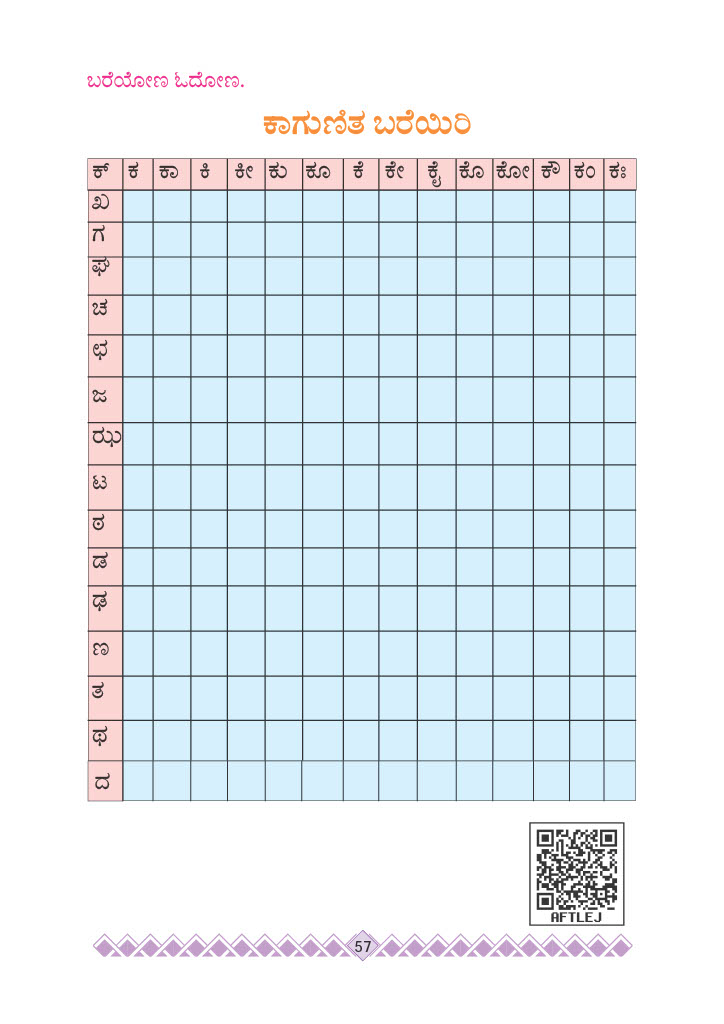 ಬರೆಯೋಣ ಓದೋಣ.
ಕಾಗುಣಿತ ಬರೆಯಿರಿ
ಕ್ ಕ ಕಾ ಕಿ ಕೀ ಕು ಕೂ ಕೆ ಕೇ ಕೈ ಕೊ ಕೋ ಕೌ ಕಂ ಕಃ
ಖ
ಗ
ಘ
ಚ
ಛ
ಜ
ಝ
ಟ
ಠ
ಡ
ಢ
ಣ
ತ
ಥ
ದ
AFTLEJ
57